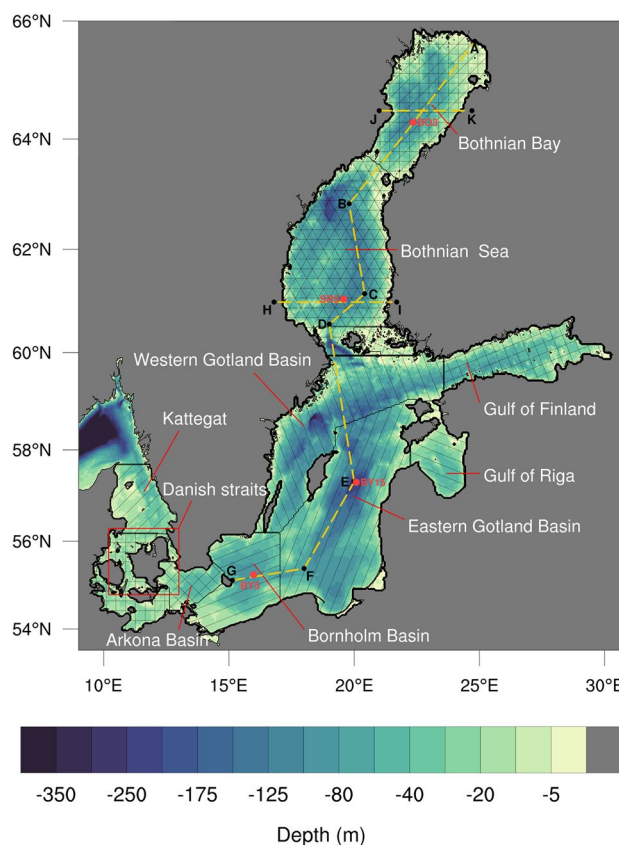 66°N
A
J
K
Bothnian Bay
64°N
B
Bothnian Sea
62°N
C
H
I
D
60°N
Western Gotland Basin
Gulf of Finland
Kattegat
58°N
Danish straits
E
BY15
Gulf of Riga
Eastern Gotland Basin
56°N
G
F
54°N
Arkona Basin
Bornholm Basin
10°E
15°E
20°E
25°E
30°E
-350
-250
-175
-125
-80
-40
-20
-5
Depth (m)